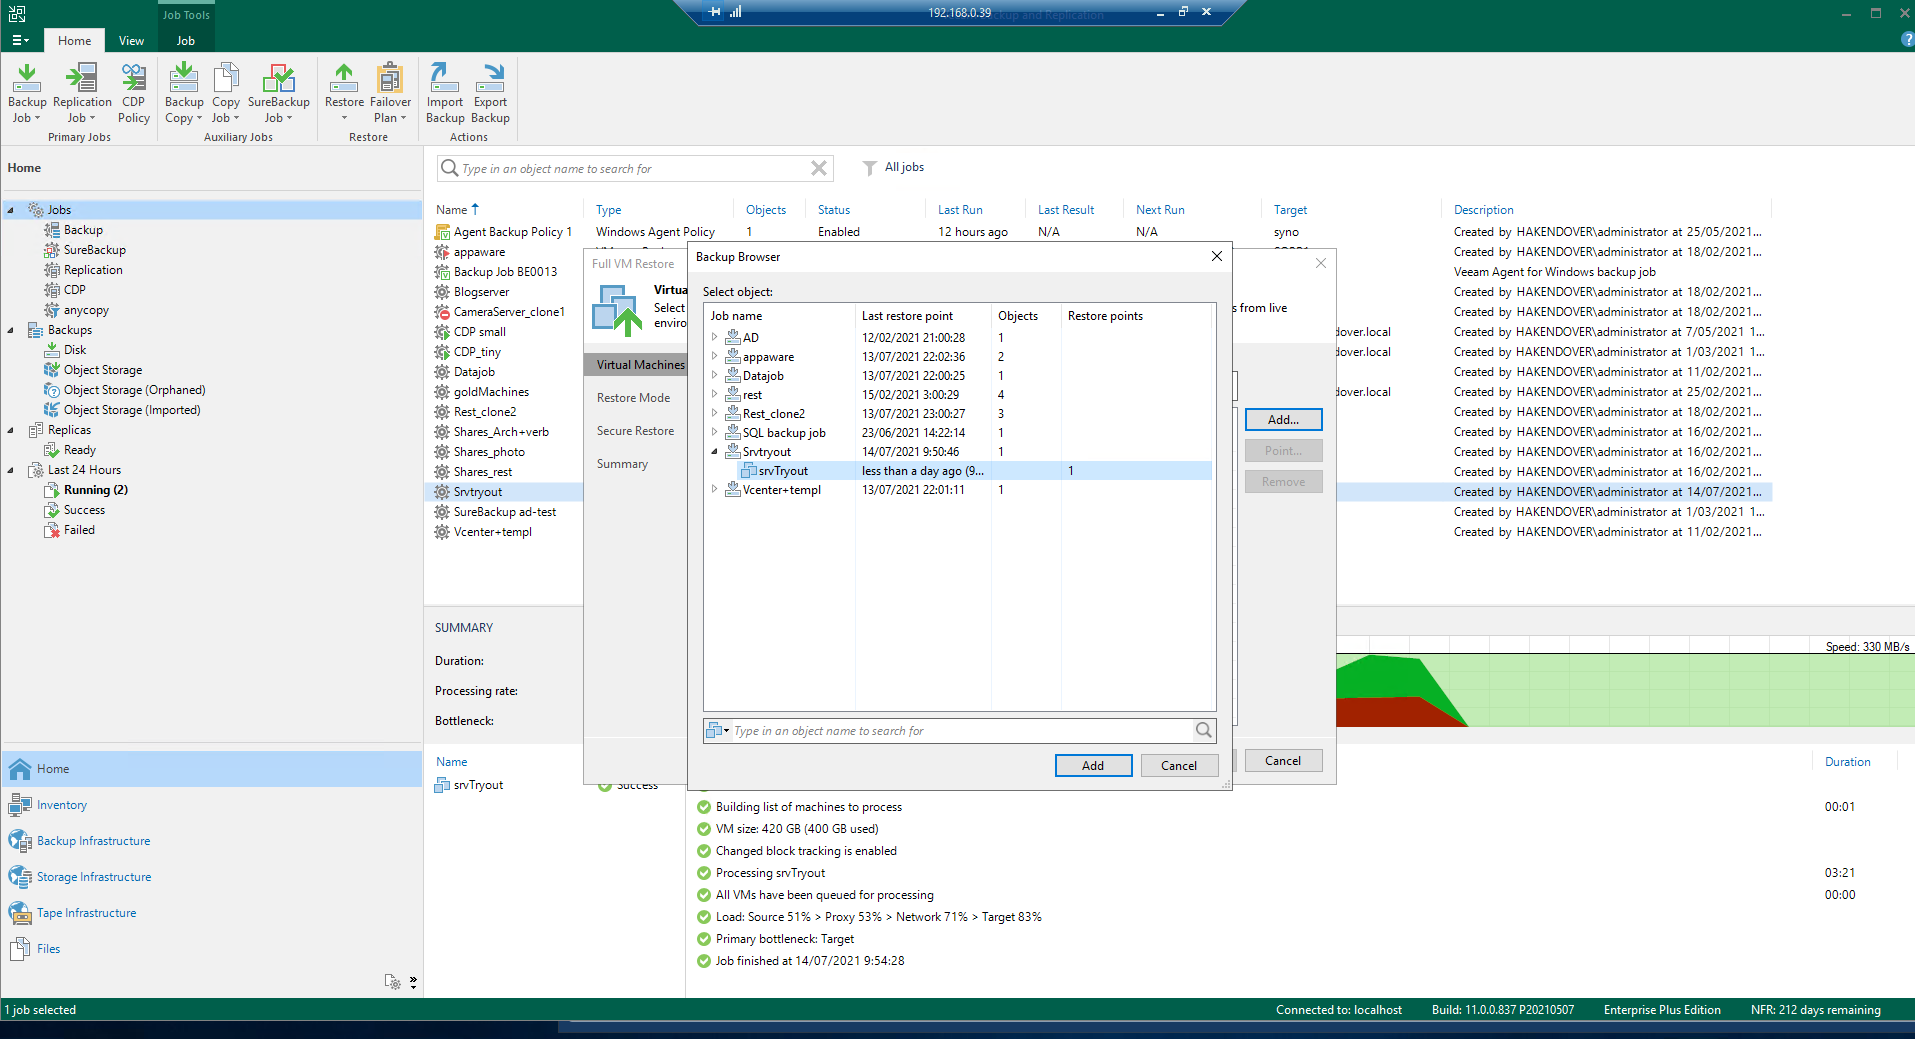 Job Tools
192.168.0.39
Backup and Replication
Home View Job
Backup Job
Replication Job
CDP Policy
Primary Jobs
Backup Copy
Copy Job
SureBackup Job
Auxiliary Jobs
Restore
Failover Plan
Restore
Import Backup
Export Backup
Actions
Home
Jobs
Backup
SureBackup
Replication
CDP
anycopy
Backups
Disk
Object Storage
Object Storage (Orphaned)
Object Storage (Imported)
Replicas
Ready
Last 24 Hours
Running (2)
Success
Failed
Home
Inventory
Backup Infrastructure
Storage Infrastructure
Tape Infrastructure
Files
Type in an object name to search for
All jobs
Name Type Objects Status Last Run Last Result Next Run Target Description
Agent Backup Policy 1 Windows Agent Policy 1 Enabled 12 hours ago N/A N/A syno Created by HAKENDOVER\administrator at 25/05/2021...
appaware Created by HAKENDOVER\administrator at 18/02/2021...
Backup Job BE0013 Veeam Agent for Windows backup job
Blogserver Created by HAKENDOVER\administrator at 18/02/2021...
CameraServer_clone1 Created by HAKENDOVER\administrator at 18/02/2021...
CDP small dover.local Created by HAKENDOVER\administrator at 7/05/2021 1...
CDP_tiny dover.local Created by HAKENDOVER\administrator at 1/03/2021 1...
Datajob Created by HAKENDOVER\administrator at 11/02/2021...
goldMachines dover.local Created by HAKENDOVER\administrator at 25/02/2021...
Rest_clone2 Created by HAKENDOVER\administrator at 18/02/2021...
Shares_Arch+verb Created by HAKENDOVER\administrator at 16/02/2021...
Shares_photo Created by HAKENDOVER\administrator at 16/02/2021...
Shares_rest Created by HAKENDOVER\administrator at 16/02/2021...
Srvtryout Created by HAKENDOVER\administrator at 14/07/2021...
SureBackup ad-test Created by HAKENDOVER\administrator at 1/03/2021 1...
Vcenter+templ Created by HAKENDOVER\administrator at 11/02/2021...
Full VM Restore
Virtua
Select
enviro
s from live
Virtual Machines
Restore Mode
Secure Restore
Summary
Add...
Point...
Remove
Cancel
Backup Browser
Select object:
Job name Last restore point Objects Restore points
AD 12/02/2021 21:00:28 1
appaware 13/07/2021 22:02:36 2
Datajob 13/07/2021 22:00:25 1
rest 15/02/2021 3:00:29 4
Rest_clone2 13/07/2021 23:00:27 3
SQL backup job 23/06/2021 14:22:14 1
Srvtryout 14/07/2021 9:50:46 1
srvTryout less than a day ago (9... 1
Vcenter+templ 13/07/2021 22:01:11 1
Type in an object name to search for
Add Cancel
SUMMARY
Duration:
Processing rate:
Bottleneck:
Speed: 330 MB/s
Name Duration
srvTryout Success
Building list of machines to process 00:01
VM size: 420 GB (400 GB used)
Changed block tracking is enabled
Processing srvTryout 03:21
All VMs have been queued for processing 00:00
Load: Source 51% > Proxy 53% > Network 71% > Target 83%
Primary bottleneck: Target
Job finished at 14/07/2021 9:54:28
1 job selected
Connected to: localhost Build: 11.0.0.837 P20210507 Enterprise Plus Edition NFR: 212 days remaining